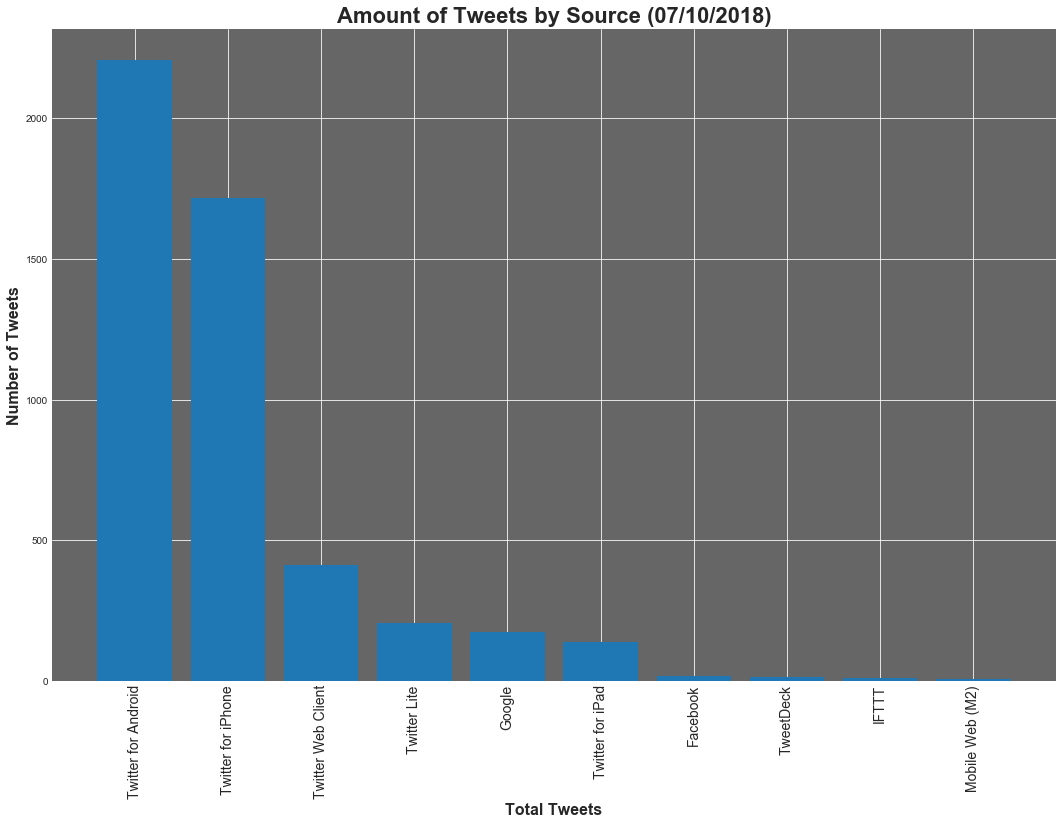 Amount of Tweets by Source (07/10/2018)
Number of Tweets
2000
1500
1000
500
0
Twitter for Android
Twitter for iPhone
Twitter Web Client
Twitter Lite
Google
Twitter for iPad
Facebook
TweetDeck
IFTTT
Mobile Web (M2)
Total Tweets